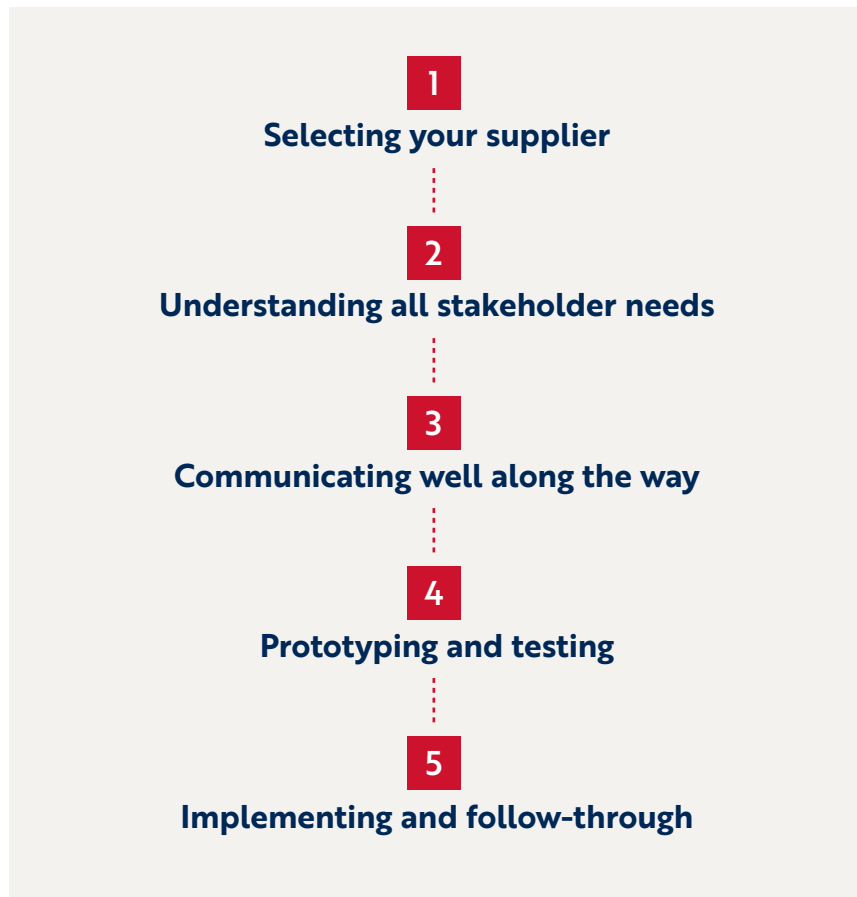 1
Selecting your supplier
2
Understanding all stakeholder needs
3
Communicating well along the way
4
Prototyping and testing
5
Implementing and follow-through